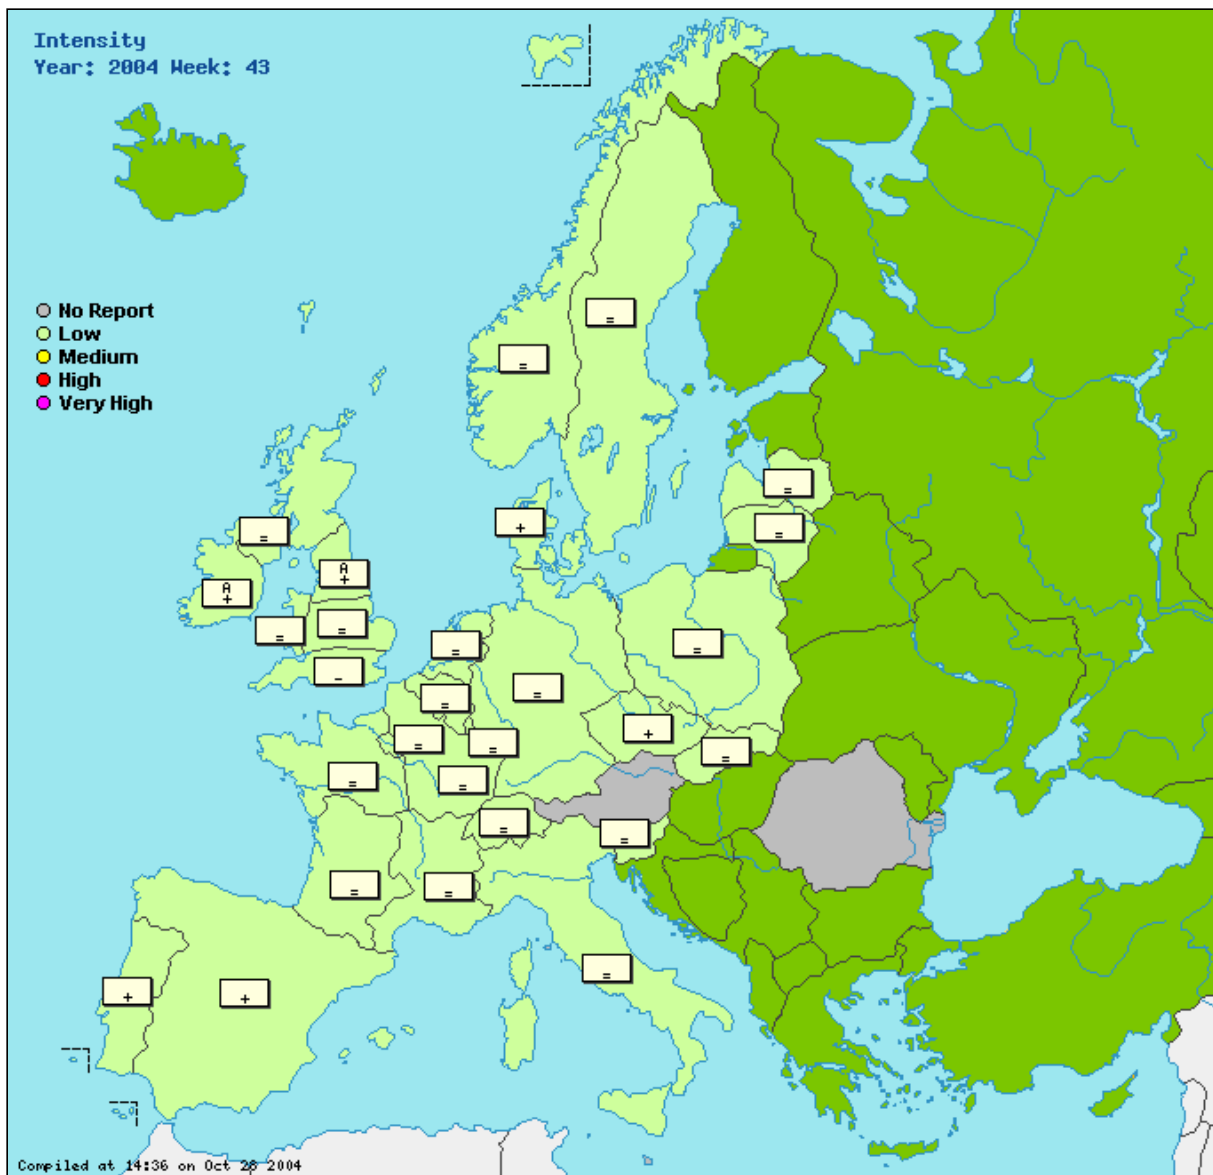 Intensity
Year: 2004 Week: 43
No Report
Low
Medium
High
Very High
=
=
=
=
+
=
A
+
A
+
=
=
=
-
=
=
=
+
=
=
=
=
=
=
=
=
=
=
=
+
+
Compiled at 14:36 on Oct 28 2004